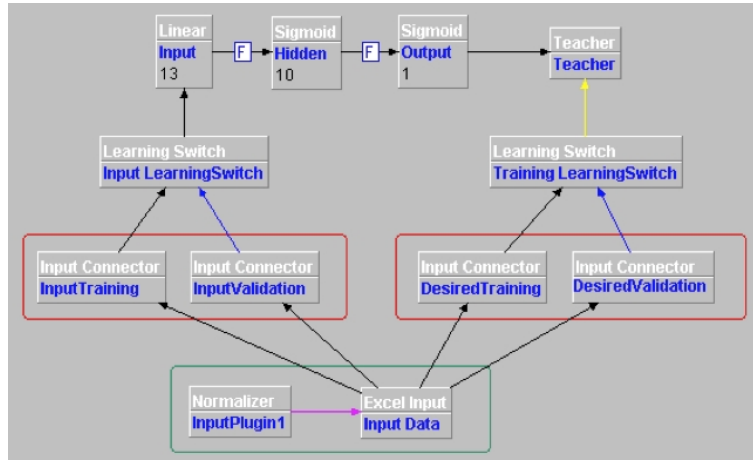 Linear
Input
13
F
Sigmoid
Hidden
10
F
Sigmoid
Output
1
Teacher
Teacher
Learning Switch
Input LearningSwitch
Learning Switch
Training LearningSwitch
Input Connector
InputTraining
Input Connector
InputValidation
Input Connector
DesiredTraining
Input Connector
DesiredValidation
Normalizer
InputPlugin1
Excel Input
Input Data